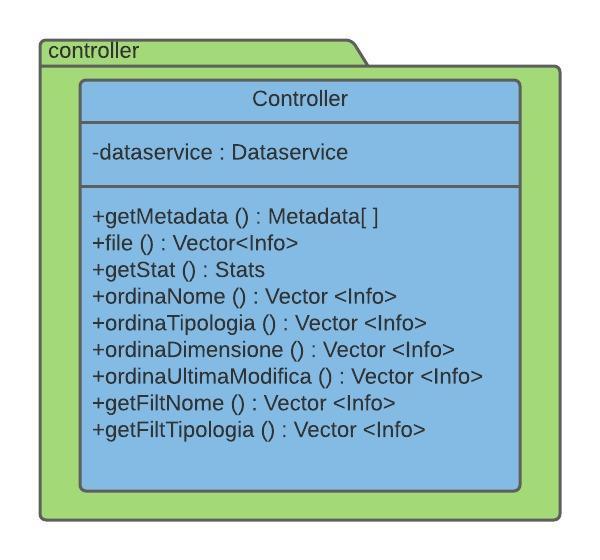 controller
Controller
-dataservice : Dataservice
+getMetadata () : Metadata[ ]
+file () : Vector<Info>
+getStat () : Stats
+ordinaNome () : Vector <Info>
+ordinaTipologia () : Vector <Info>
+ordinaDimensione () : Vector <Info>
+ordinaUltimaModifica () : Vector <Info>
+getFiltNome () : Vector <Info>
+getFiltTipologia () : Vector <Info>